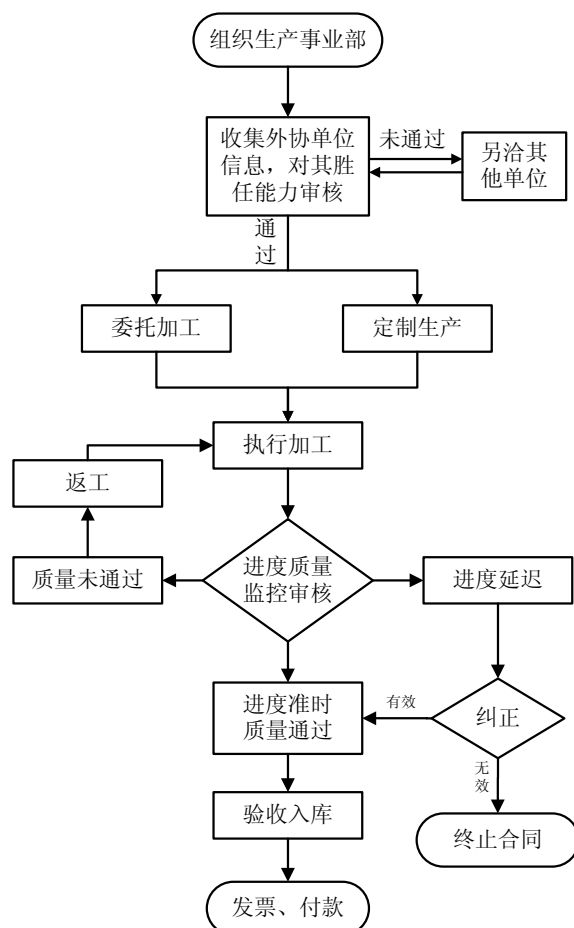 组织生产事业部
收集外协单位
信息，对其胜
任能力审核
未通过
另洽其
他单位
通
过
委托加工
定制生产
执行加工
返工
质量未通过
进度质量
监控审核
进度延迟
进度准时
质量通过
有效
纠正
无
效
验收入库
终止合同
发票、付款